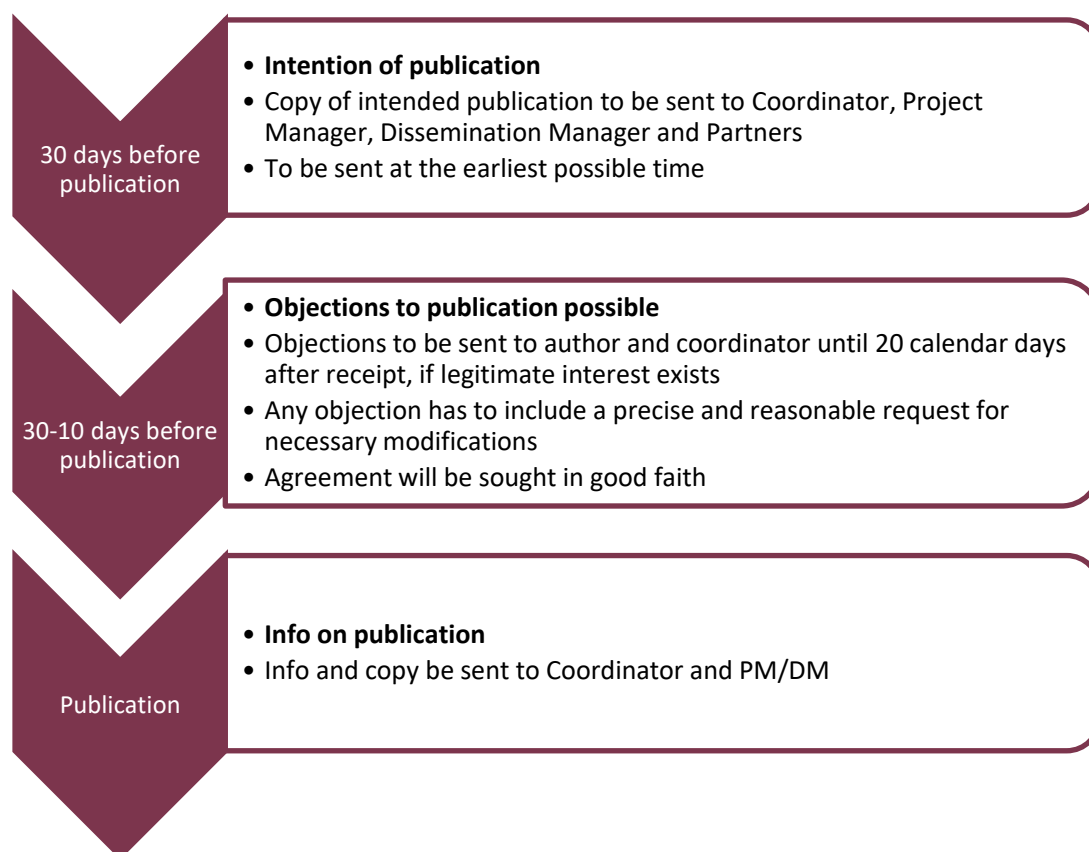 30 days before
publication
• Intention of publication
• Copy of intended publication to be sent to Coordinator, Project
Manager, Dissemination Manager and Partners
• To be sent at the earliest possible time
30-10 days before
publication
• Objections to publication possible
• Objections to be sent to author and coordinator until 20 calendar days
after receipt, if legitimate interest exists
• Any objection has to include a precise and reasonable request for
necessary modifications
• Agreement will be sought in good faith
Publication
• Info on publication
• Info and copy be sent to Coordinator and PM/DM